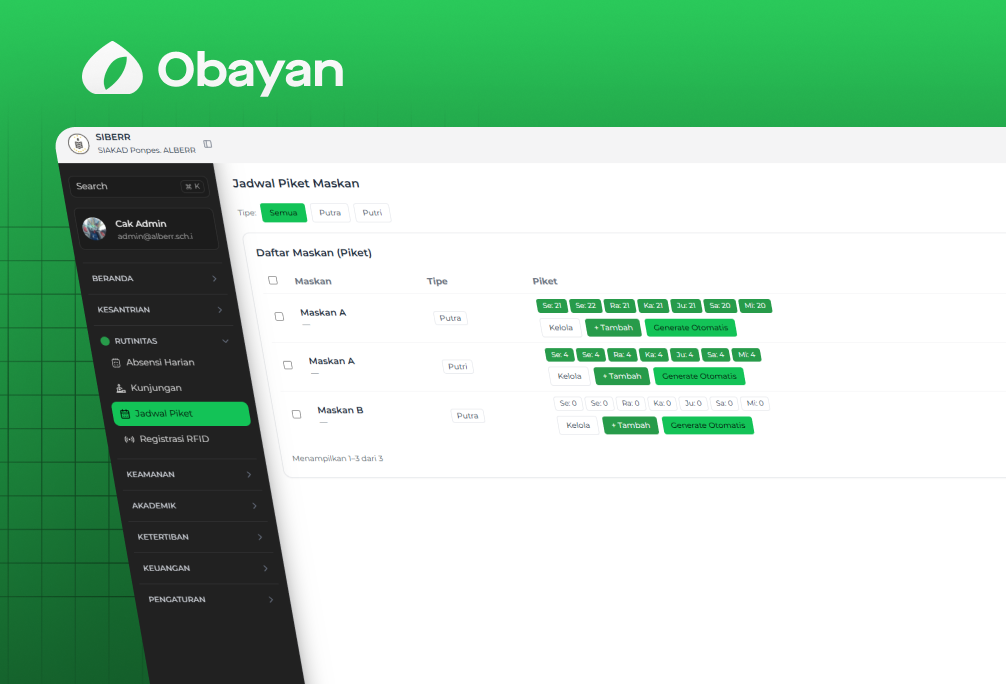 Obayan
SIBERR
SIAKAD Ponpes. ALBERR
Search
⌘ K
Cak Admin
admin@alberr.sch.i
BERANDA
KESANTRIAN
RUTINITAS
Absensi Harian
Kunjungan
Jadwal Piket
Registrasi RFID
KEAMANAN
AKADEMIK
KETERTIBAN
KEUANGAN
PENGATURAN
Jadwal Piket Maskan
Tipe: Semua Putra Putri
Daftar Maskan (Piket)
Maskan Tipe Piket
Maskan A Putra Se: 21 Se: 22 Ra: 21 Ka: 21 Ju: 21 Sa: 20 Mi: 20
— Kelola + Tambah Generate Otomatis
Maskan A Putri Se: 4 Se: 4 Ra: 4 Ka: 4 Ju: 4 Sa: 4 Mi: 4
— Kelola + Tambah Generate Otomatis
Maskan B Putra Se: 0 Se: 0 Ra: 0 Ka: 0 Ju: 0 Sa: 0 Mi: 0
— Kelola + Tambah Generate Otomatis
Menampilkan 1–3 dari 3